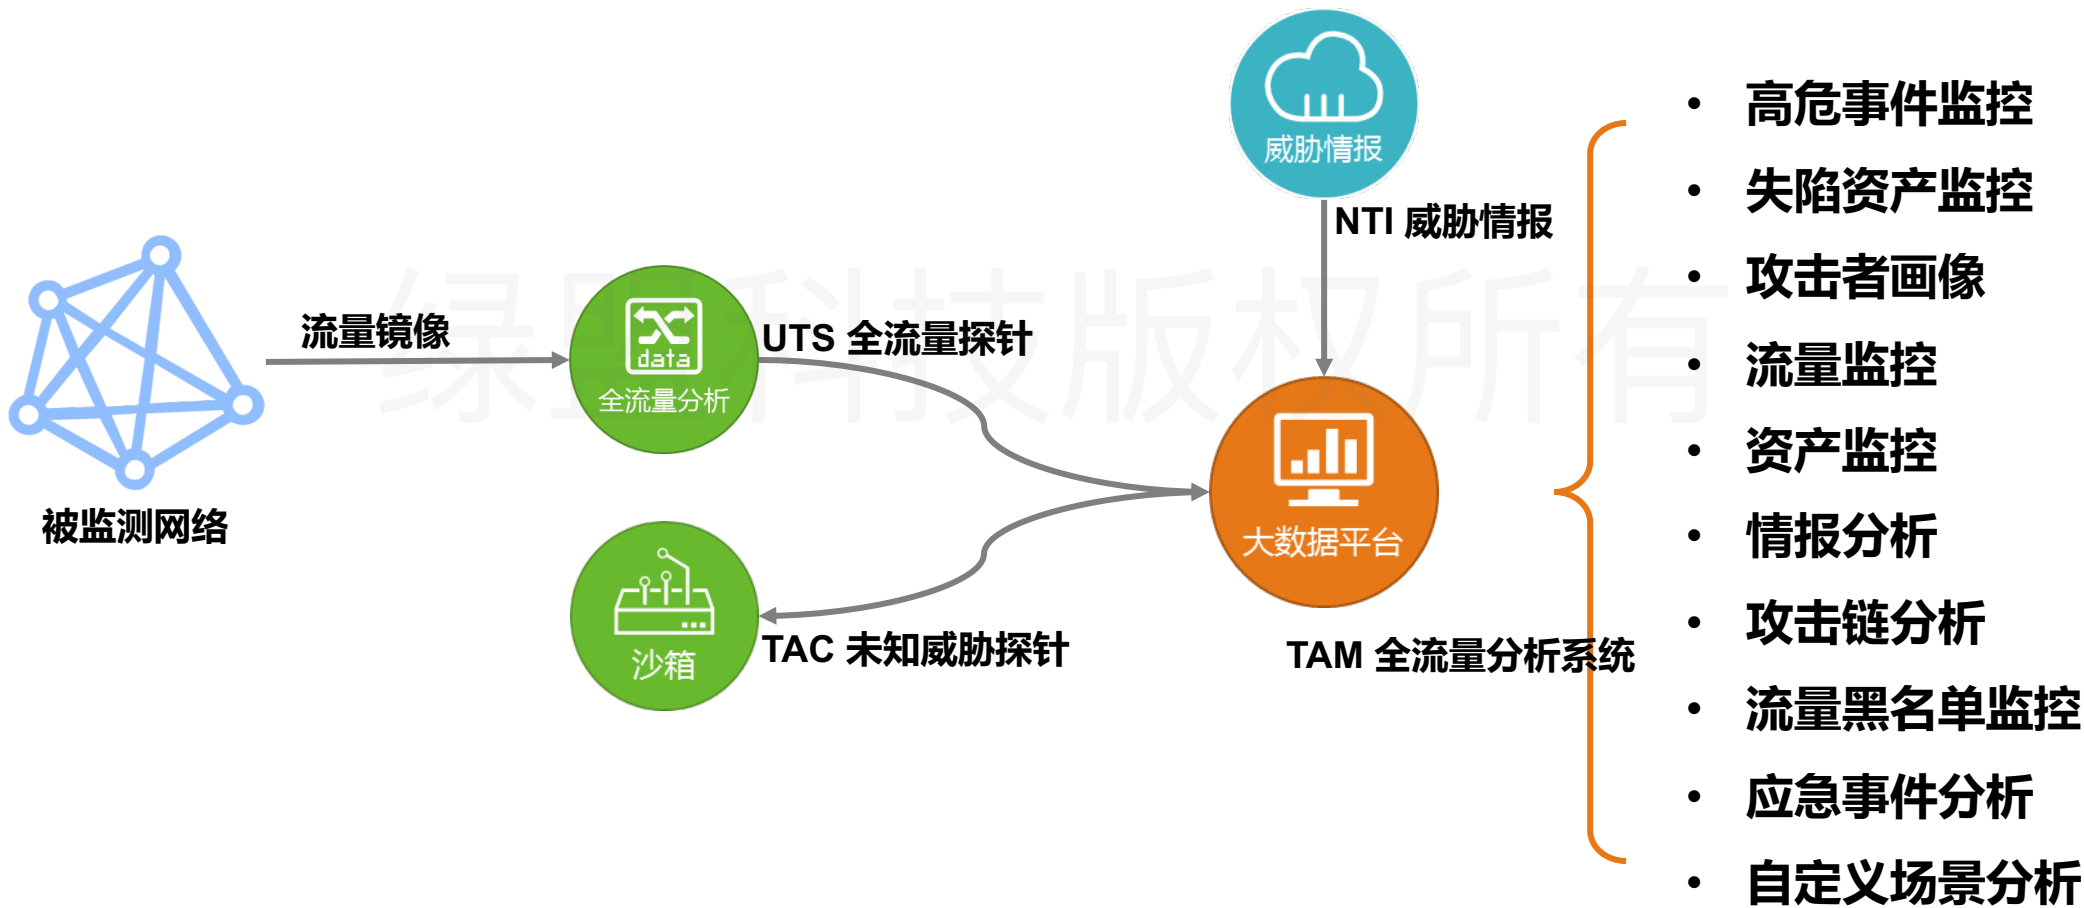 威胁情报
NTI 威胁情报
流量镜像
data
全流量分析
UTS 全流量探针
被监测网络
大数据平台
沙箱
TAC 未知威胁探针
TAM 全流量分析系统
• 高危事件监控
• 失陷资产监控
• 攻击者画像
• 流量监控
• 资产监控
• 情报分析
• 攻击链分析
• 流量黑名单监控
• 应急事件分析
• 自定义场景分析
绿盟科技版权所有